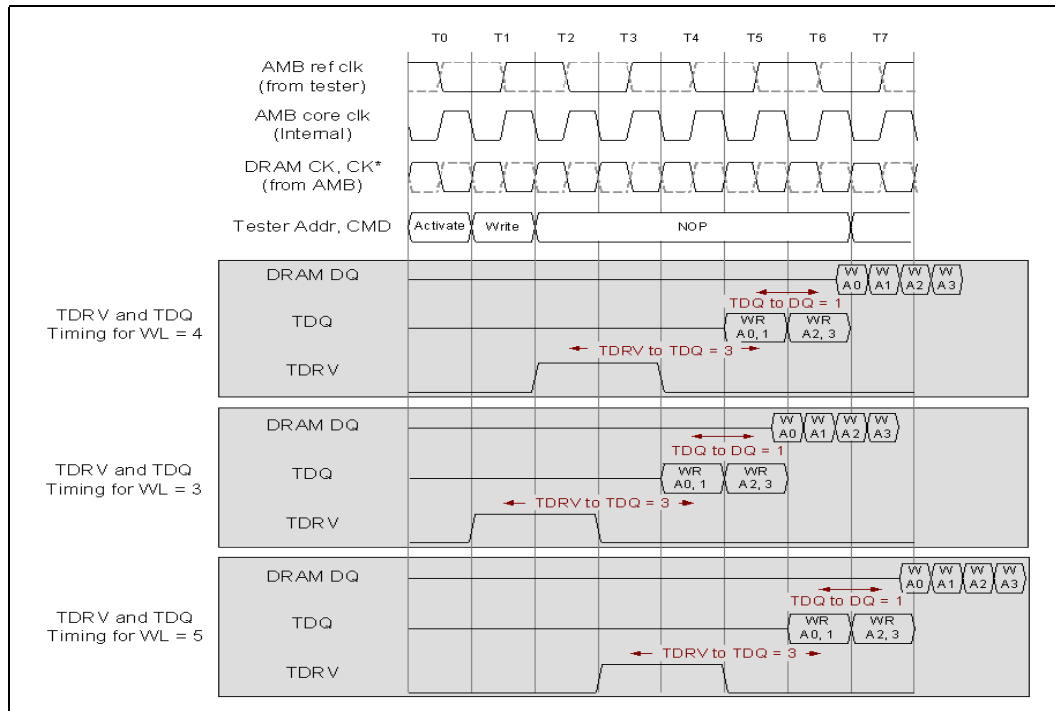 T0 T1 T2 T3 T4 T5 T6 T7
AMB ref clk
(from tester)
AMB core clk
(Internal)
DRAM CK, CK*
(from AMB)
Tester Addr, CMD Activate Write NOP
TDRV and TDQ
Timing for WL = 4
DRAM DQ
W A0 W A1 W A2 W A3
TDQ to DQ = 1
TDQ
WR A0, 1 WR A2, 3
TDRV to TDQ = 3
TDRV
TDRV and TDQ
Timing for WL = 3
DRAM DQ
W A0 W A1 W A2 W A3
TDQ to DQ = 1
TDQ
WR A0, 1 WR A2, 3
TDRV to TDQ = 3
TDRV
TDRV and TDQ
Timing for WL = 5
DRAM DQ
W A0 W A1 W A2 W A3
TDQ to DQ = 1
TDQ
WR A0, 1 WR A2, 3
TDRV to TDQ = 3
TDRV